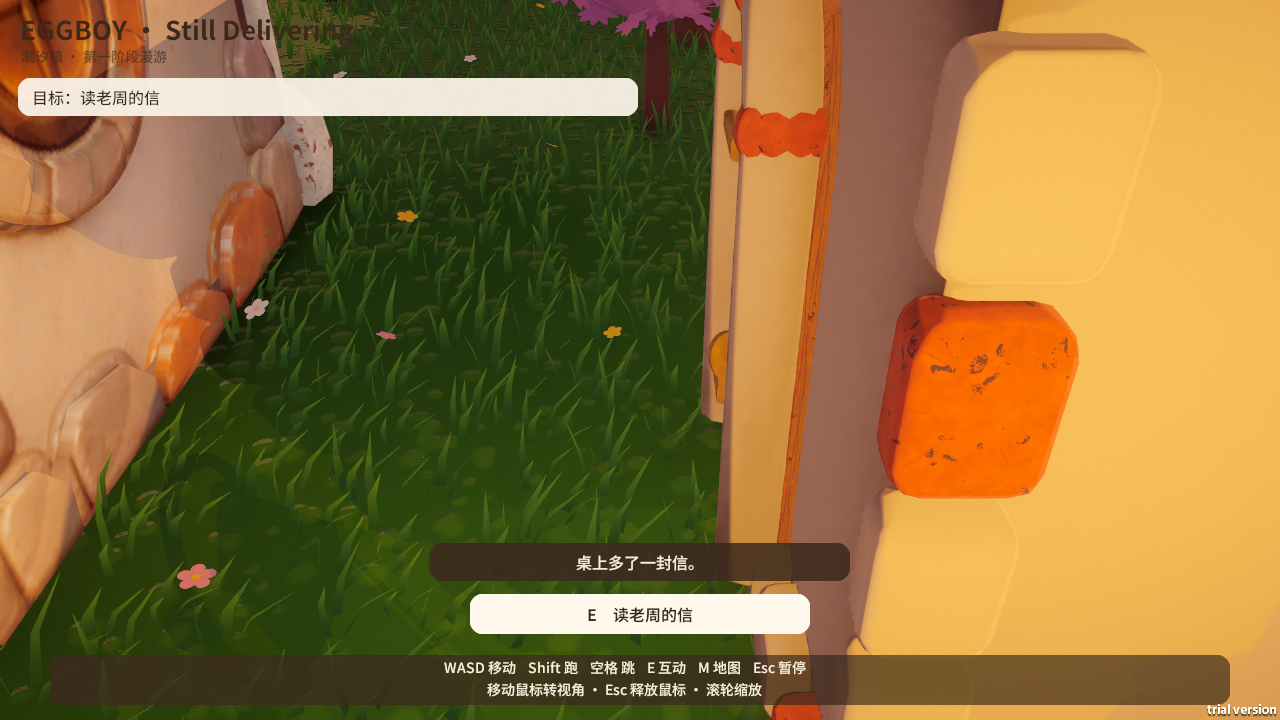 EGGBOY · Still Delivering
潮汐镇 · 第一阶段漫游
目标：读老周的信
桌上多了一封信。
E 读老周的信
WASD 移动 Shift 跑 空格 跳 E 互动 M 地图 Esc 暂停
移动鼠标转视角 · Esc 释放鼠标 · 滚轮缩放
trial version